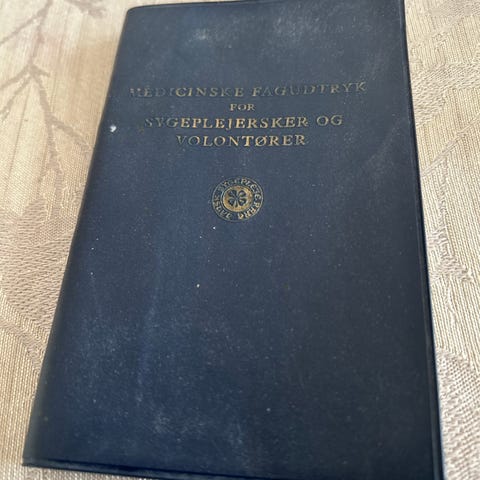 MEDICINSKE FAGUDTRYK
FOR
SYGEPLEJERSKER OG
VOLONTØRER